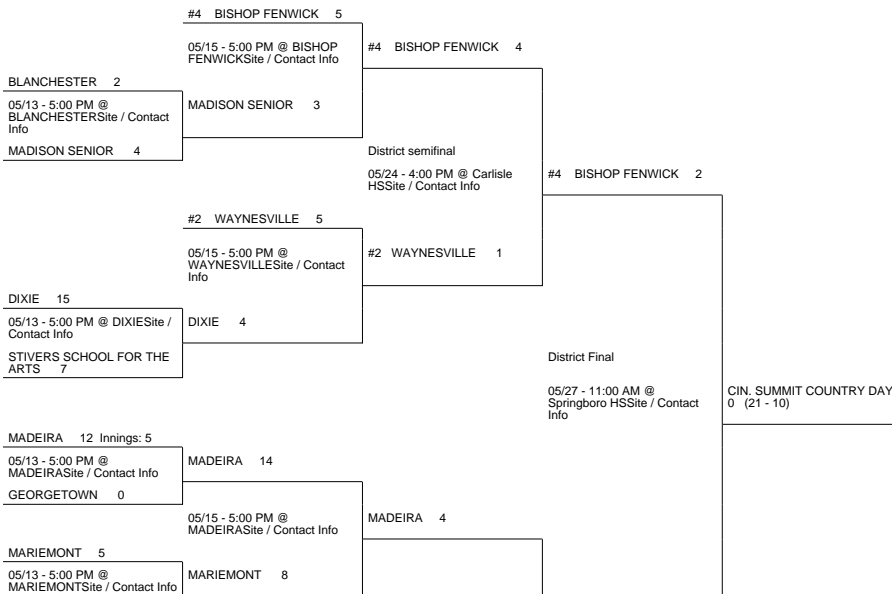 #4 BISHOP FENWICK 5
05/15 - 5:00 PM @ BISHOP
FENWICKSite / Contact Info
#4 BISHOP FENWICK 4
BLANCHESTER 2
05/13 - 5:00 PM @
BLANCHESTERSite / Contact
Info
MADISON SENIOR 3
MADISON SENIOR 4
District semifinal
05/24 - 4:00 PM @ Carlisle
HSSite / Contact Info
#4 BISHOP FENWICK 2
#2 WAYNESVILLE 5
05/15 - 5:00 PM @
WAYNESVILLESite / Contact
Info
#2 WAYNESVILLE 1
DIXIE 15
05/13 - 5:00 PM @ DIXIESite /
Contact Info
DIXIE 4
STIVERS SCHOOL FOR THE
ARTS 7
District Final
05/27 - 11:00 AM @
Springboro HSSite / Contact
Info
CIN. SUMMIT COUNTRY DAY
0 (21 - 10)
MADEIRA 12 Innings: 5
05/13 - 5:00 PM @
MADEIRASite / Contact Info
MADEIRA 14
GEORGETOWN 0
05/15 - 5:00 PM @
MADEIRASite / Contact Info
MADEIRA 4
MARIEMONT 5
05/13 - 5:00 PM @
MARIEMONTSite / Contact Info
MARIEMONT 8